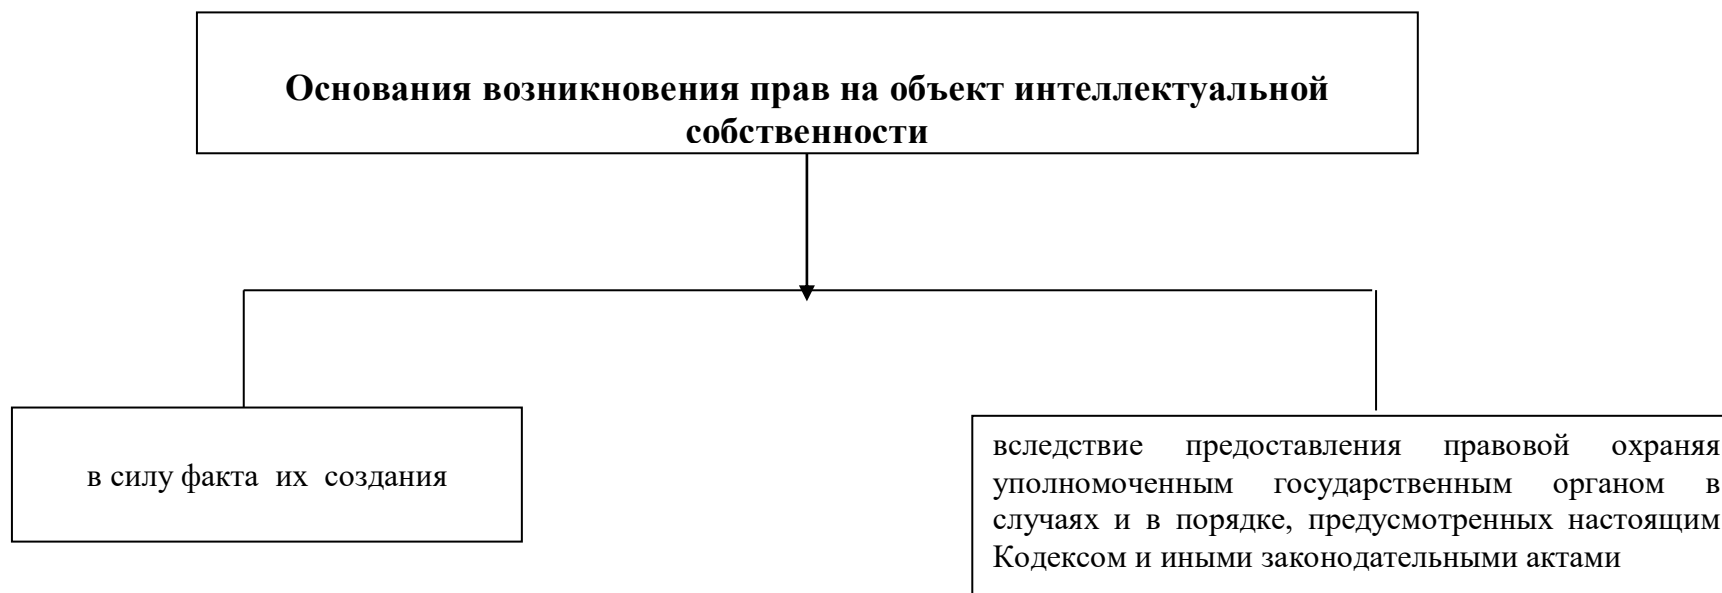 Основания возникновения прав на объект интеллектуальной
собственности
в силу факта их создания
вследствие предоставления правовой охраняя
уполномоченным государственным органом в
случаях и в порядке, предусмотренных настоящим
Кодексом и иными законодательными актами